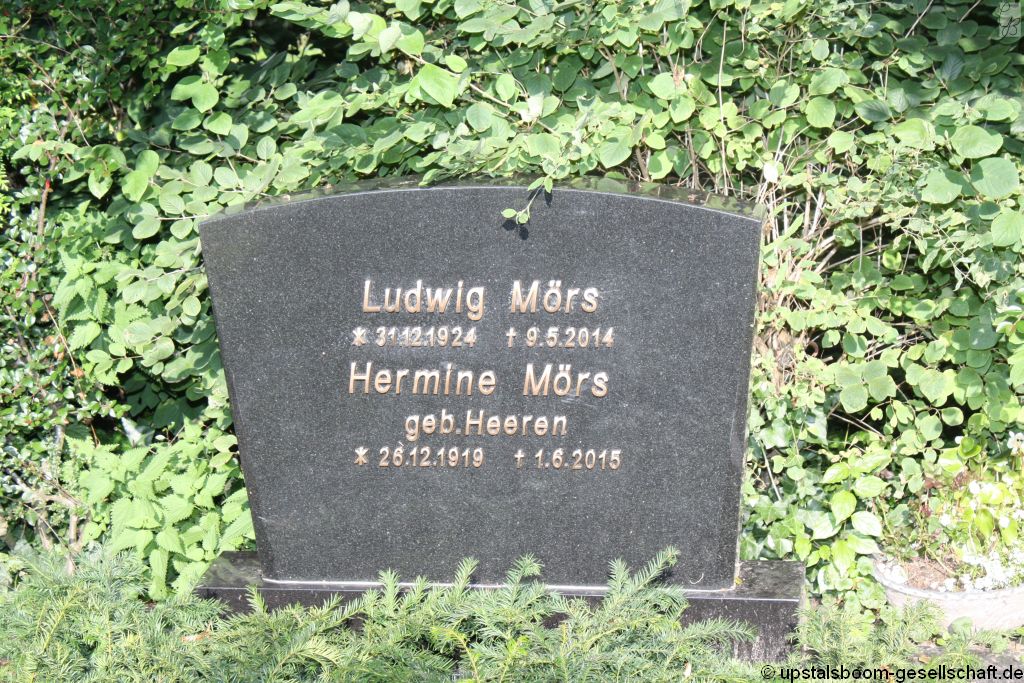 Ludwig Mörs
* 31.12.1924 † 9.5.2014
Hermine Mörs
geb. Heeren
* 26.12.1919 † 1.6.2015
© upstalsboom-gesellschaft.de